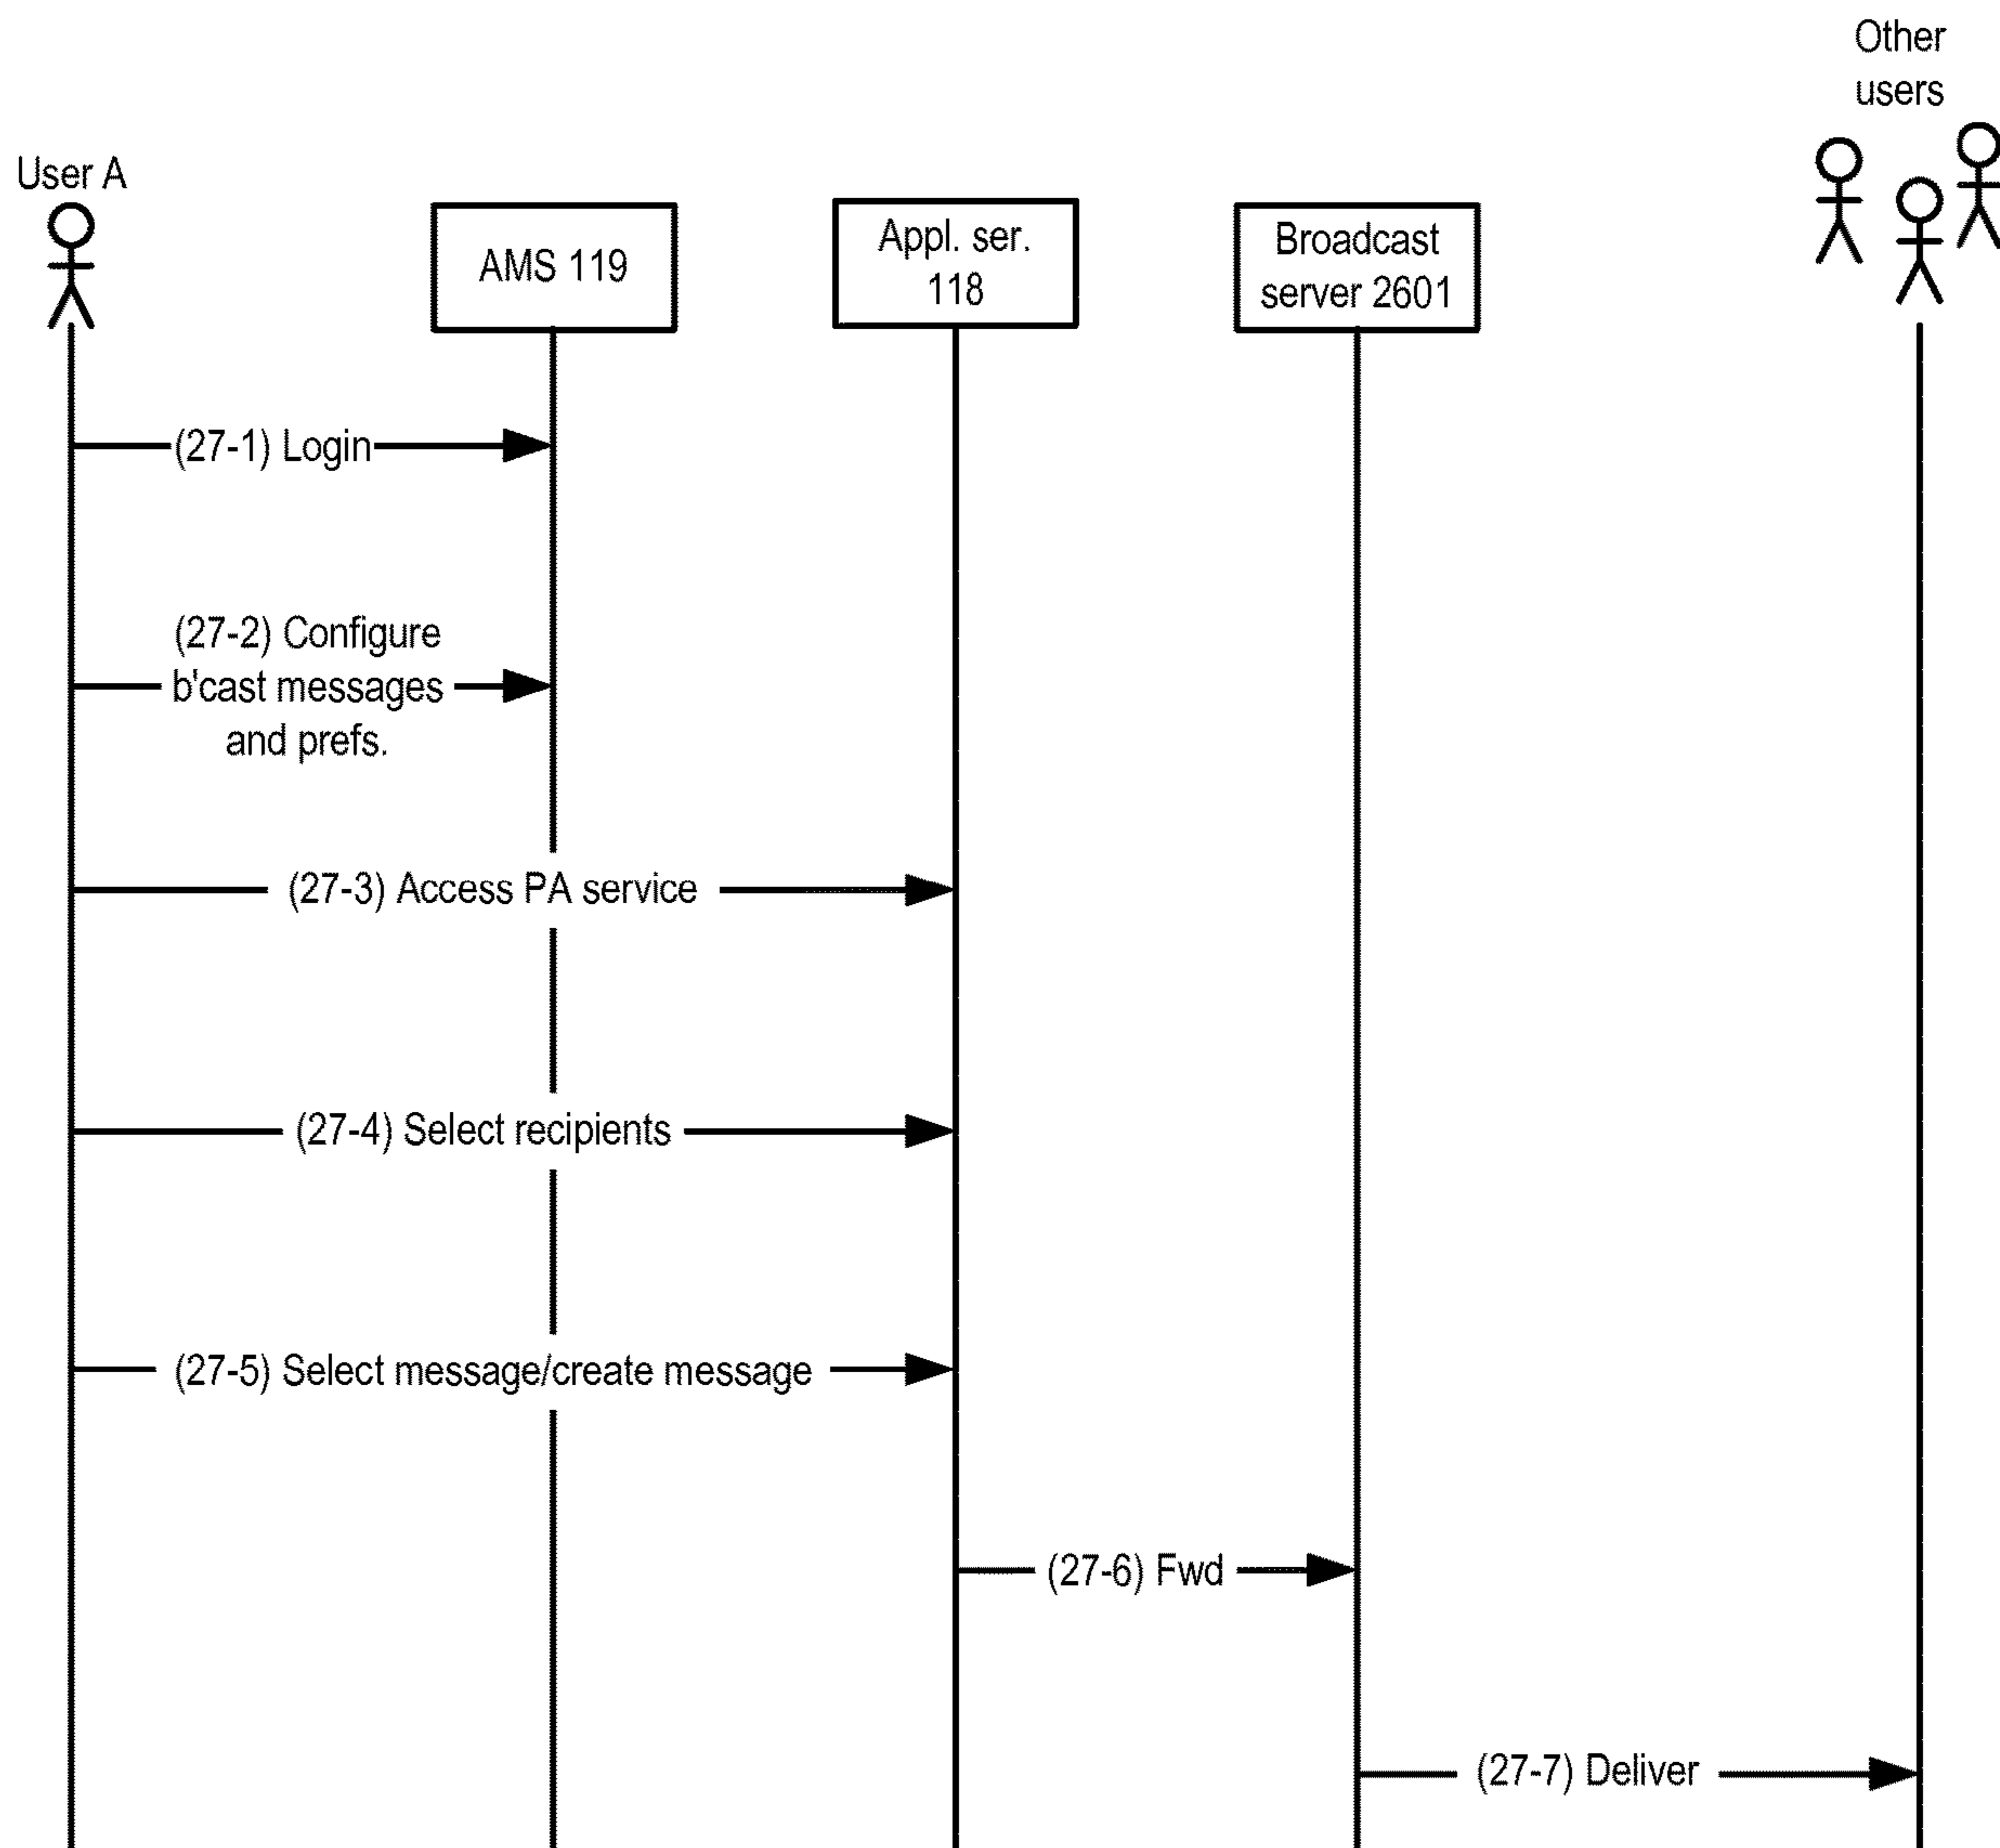 Other
users
User A
AMS 119
Appl. ser.
118
Broadcast
server 2601
(27-1) Login
(27-2) Configure
b'cast messages
and prefs.
(27-3) Access PA service
(27-4) Select recipients
(27-5) Select message/create message
(27-6) Fwd
(27-7) Deliver